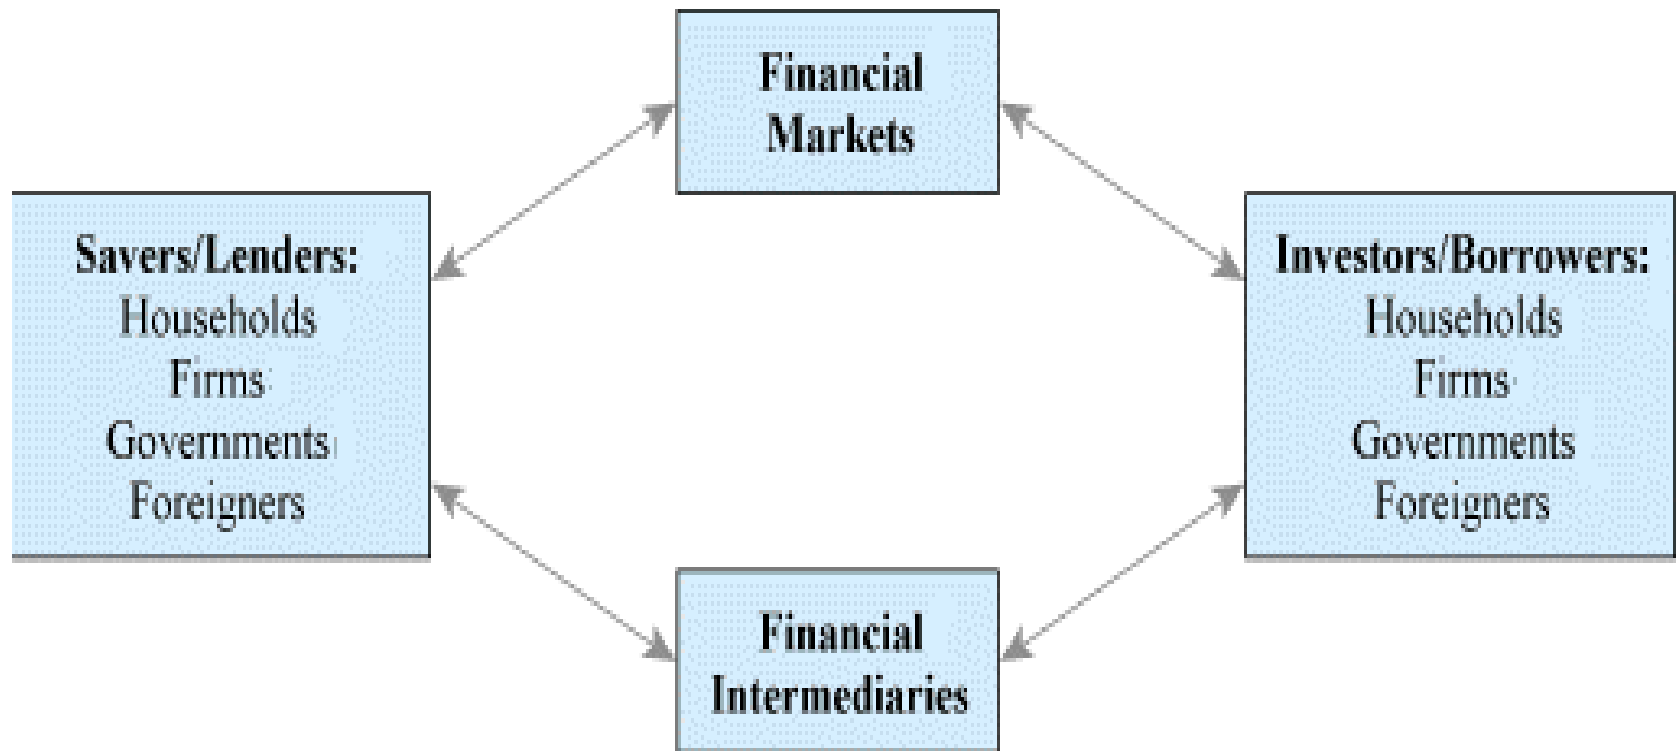 Financial
Markets
Savers/Lenders:
Households
Firms
Governments
Foreigners
Investors/Borrowers:
Households
Firms
Governments
Foreigners
Financial
Intermediaries